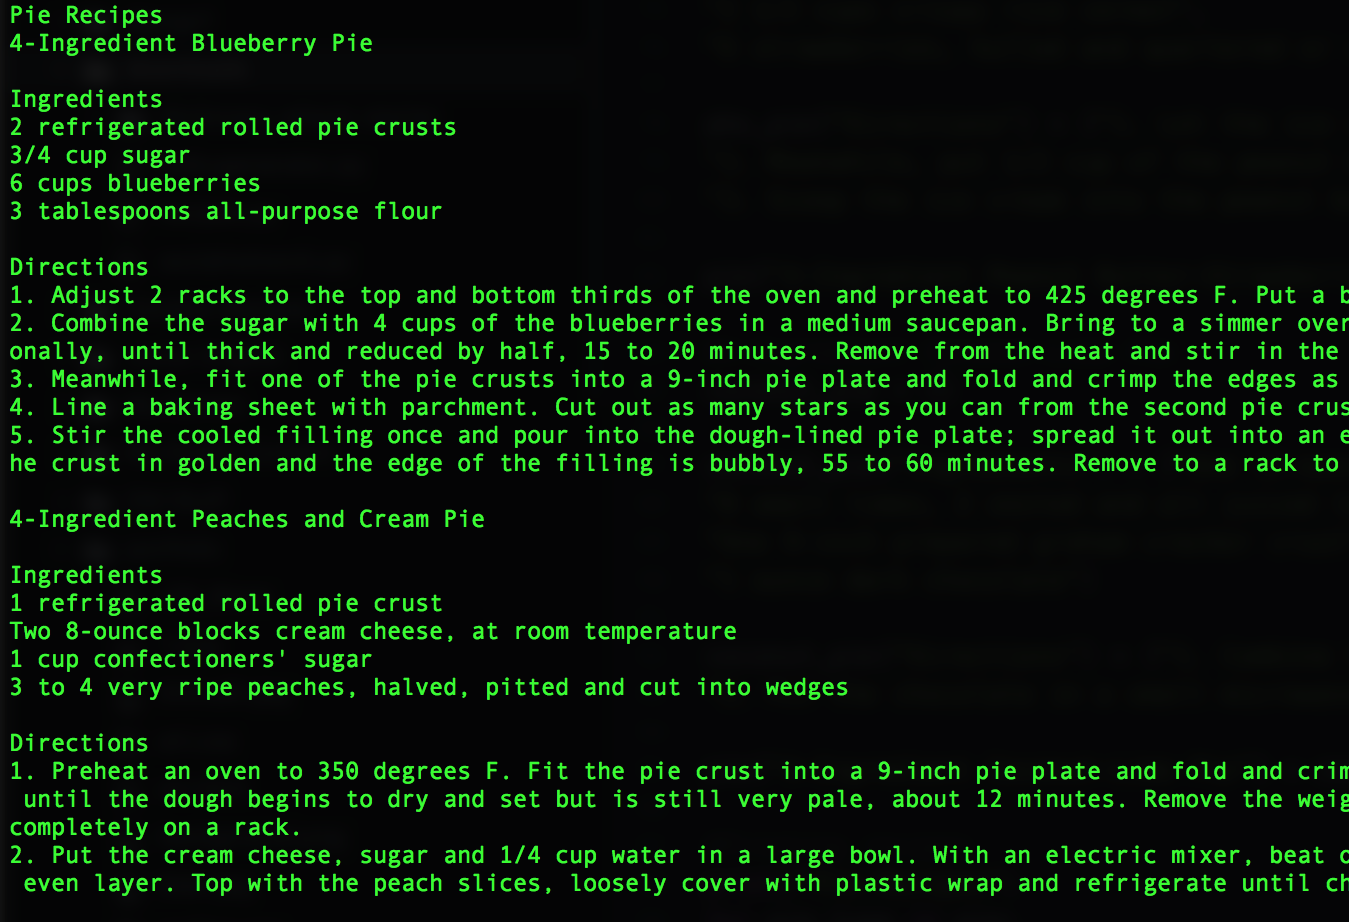 Pie Recipes
4-Ingredient Blueberry Pie
Ingredients
2 refrigerated rolled pie crusts
3/4 cup sugar
6 cups blueberries
3 tablespoons all-purpose flour
Directions
1. Adjust 2 racks to the top and bottom thirds of the oven and preheat to 425 degrees F. Put a
2. Combine the sugar with 4 cups of the blueberries in a medium saucepan. Bring to a simmer over
onally, until thick and reduced by half, 15 to 20 minutes. Remove from the heat and stir in the
3. Meanwhile, fit one of the pie crusts into a 9-inch pie plate and fold and crimp the edges as
4. Line a baking sheet with parchment. Cut out as many stars as you can from the second pie crus
5. Stir the cooled filling once and pour into the dough-lined pie plate; spread it out into an
he crust in golden and the edge of the filling is bubbly, 55 to 60 minutes. Remove to a rack to
4-Ingredient Peaches and Cream Pie
Ingredients
1 refrigerated rolled pie crust
Two 8-ounce blocks cream cheese, at room temperature
1 cup confectioners' sugar
3 to 4 very ripe peaches, halved, pitted and cut into wedges
Directions
1. Preheat an oven to 350 degrees F. Fit the pie crust into a 9-inch pie plate and fold and crim
until the dough begins to dry and set but is still very pale, about 12 minutes. Remove the weig
completely on a rack.
2. Put the cream cheese, sugar and 1/4 cup water in a large bowl. With an electric mixer, beat
even layer. Top with the peach slices, loosely cover with plastic wrap and refrigerate until ch